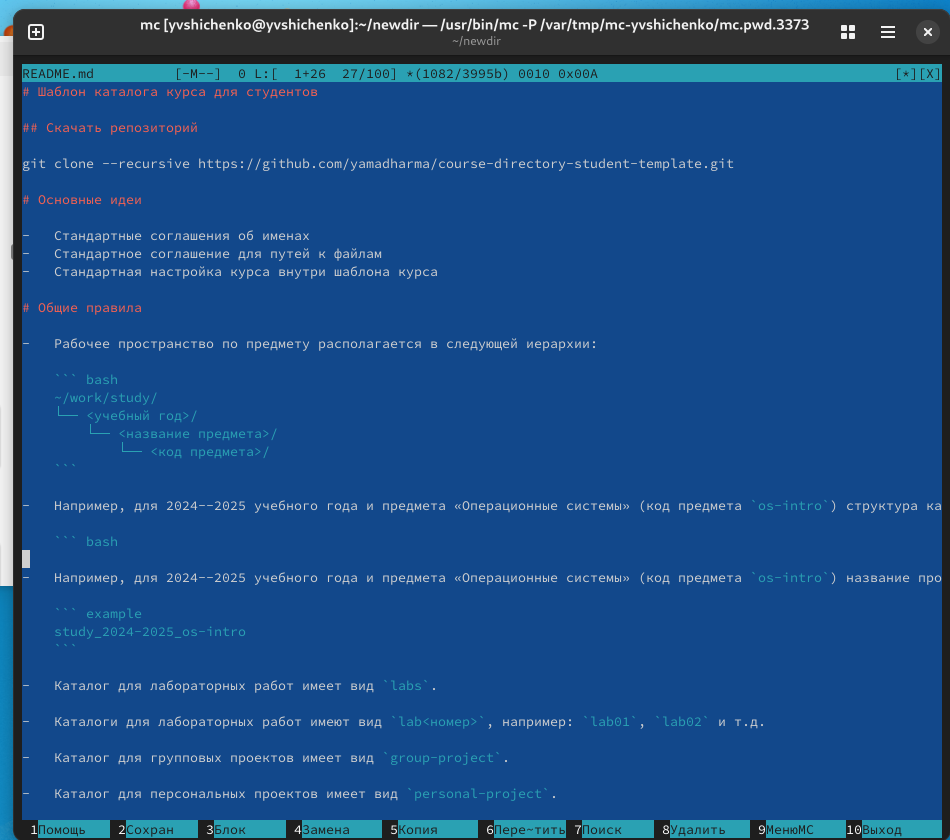 mc [yvshichenko@yvshichenko]:~/newdir — /usr/bin/mc -P /var/tmp/mc-yvshichenko/mc.pwd.3373
~/newdir
README.md [-M--] 0 L:[ 1+26 27/100] *(1082/3995b) 0010 0x00A [*][X]
# Шаблон каталога курса для студентов
## Скачать репозиторий
git clone --recursive https://github.com/yamadharma/course-directory-student-template.git
# Основные идеи
- Стандартные соглашения об именах
- Стандартное соглашение для путей к файлам
- Стандартная настройка курса внутри шаблона курса
# Общие правила
- Рабочее пространство по предмету располагается в следующей иерархии:
``` bash
~/work/study/
└── <учебный год>/
└── <название предмета>/
└── <код предмета>/
```
- Например, для 2024--2025 учебного года и предмета «Операционные системы» (код предмета `os-intro`) структура ка
``` bash
- Например, для 2024--2025 учебного года и предмета «Операционные системы» (код предмета `os-intro`) название про
``` example
study_2024-2025_os-intro
```
- Каталог для лабораторных работ имеет вид `labs`.
- Каталоги для лабораторных работ имеют вид `lab<номер>`, например: `lab01`, `lab02` и т.д.
- Каталог для групповых проектов имеет вид `group-project`.
- Каталог для персональных проектов имеет вид `personal-project`.
1Помощь 2Сохран 3Блок 4Замена 5Копия 6Пере~тить 7Поиск 8Удалить 9МенюMC 10Выход